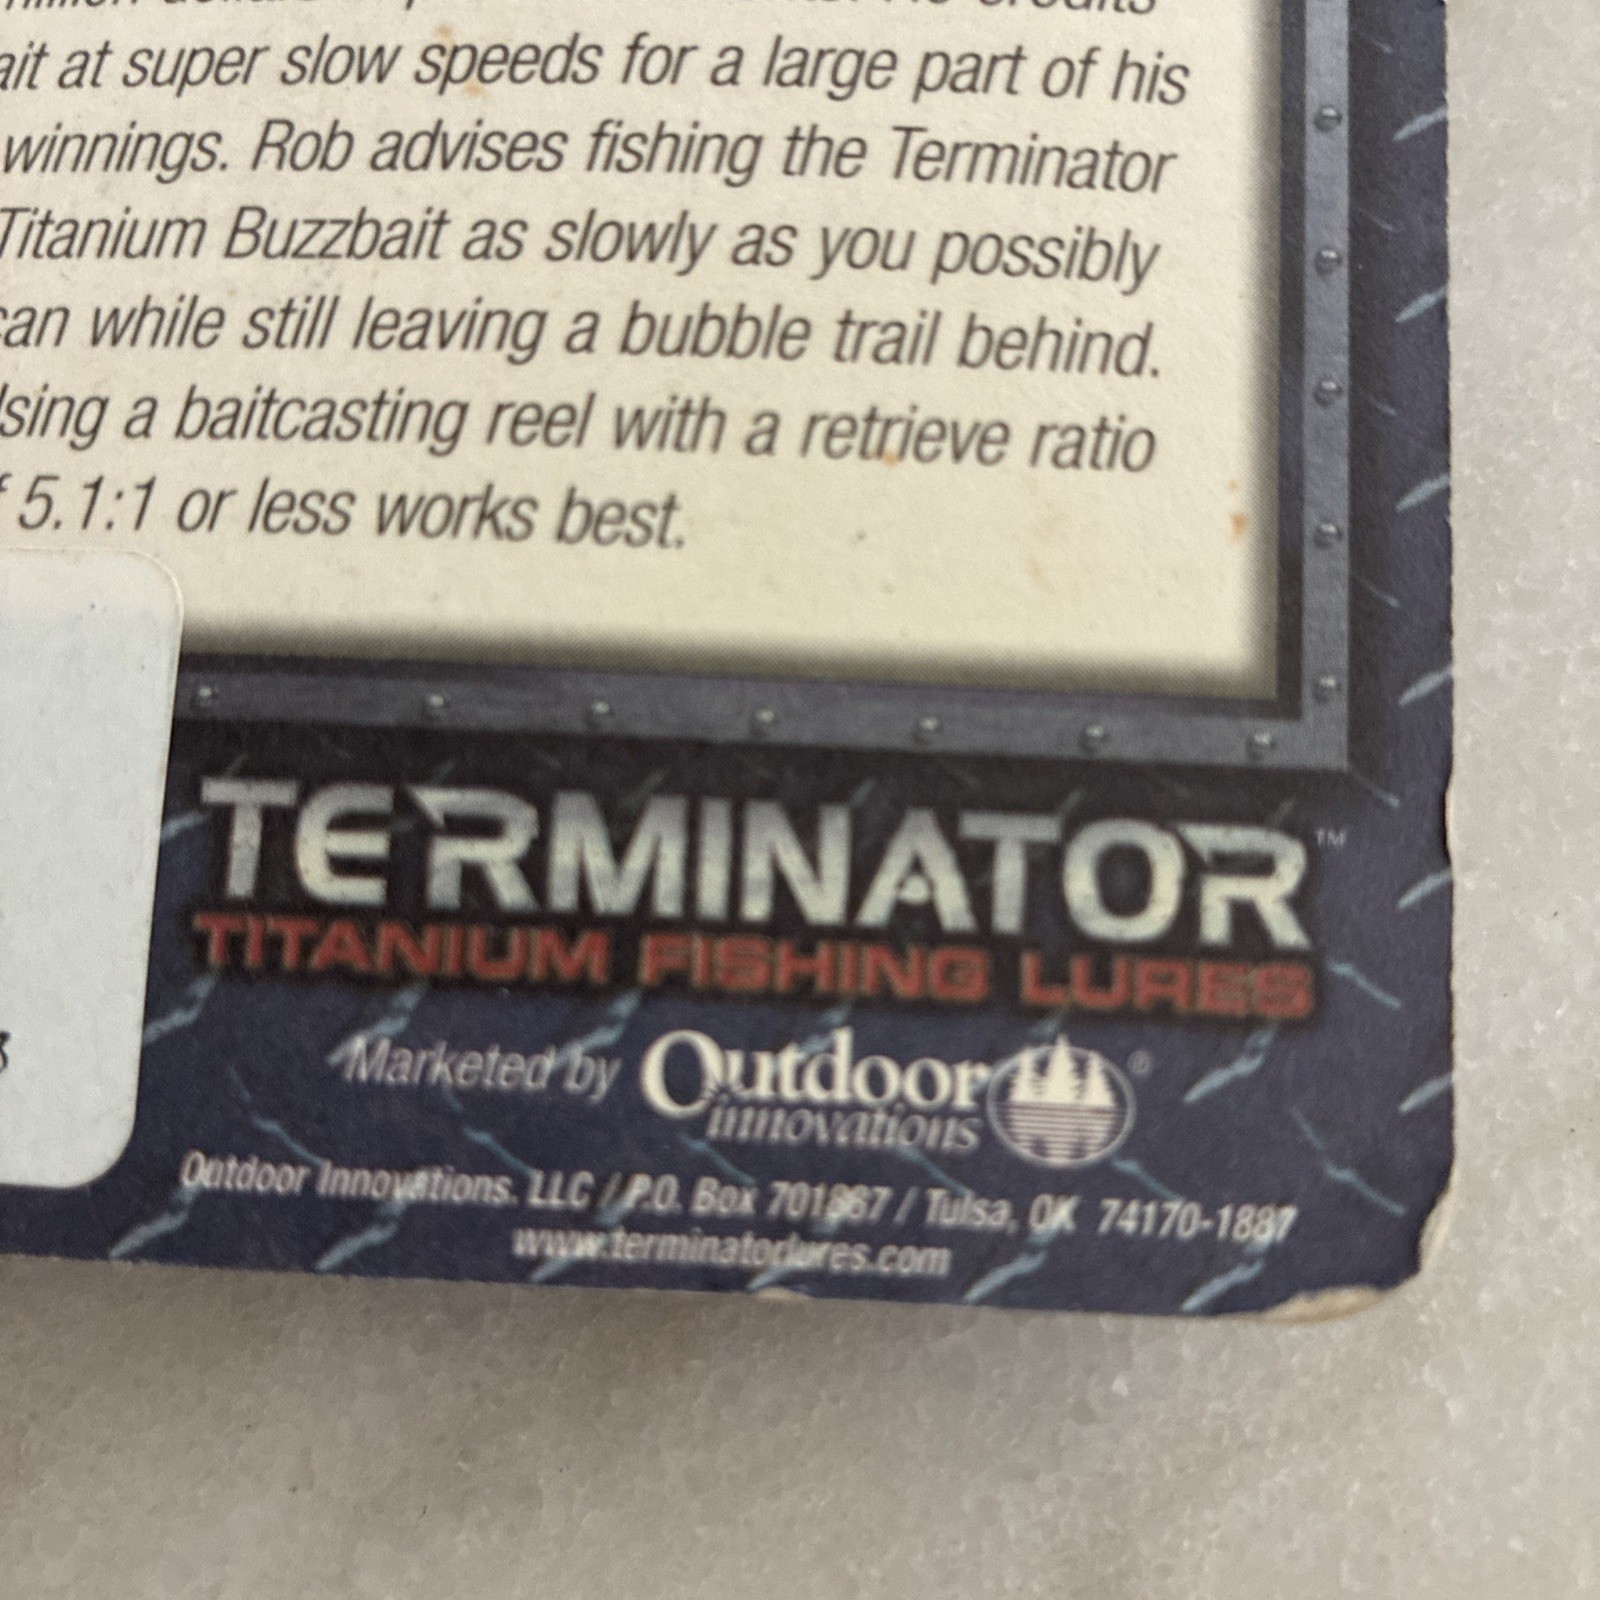 ait at super slow speeds for a large part of his
winnings. Rob advises fishing the Terminator
Titanium Buzzbait as slowly as you possibly
can while still leaving a bubble trail behind.
sing a baitcasting reel with a retrieve ratio
f 5.1:1 or less works best.
TERMINATOR™
TITANIUM FISHING LURES
Marketed by Outdoor innovations®
Outdoor Innovations. LLC / P.O. Box 701887 / Tulsa, OK 74170-1887
www.terminatorlures.com